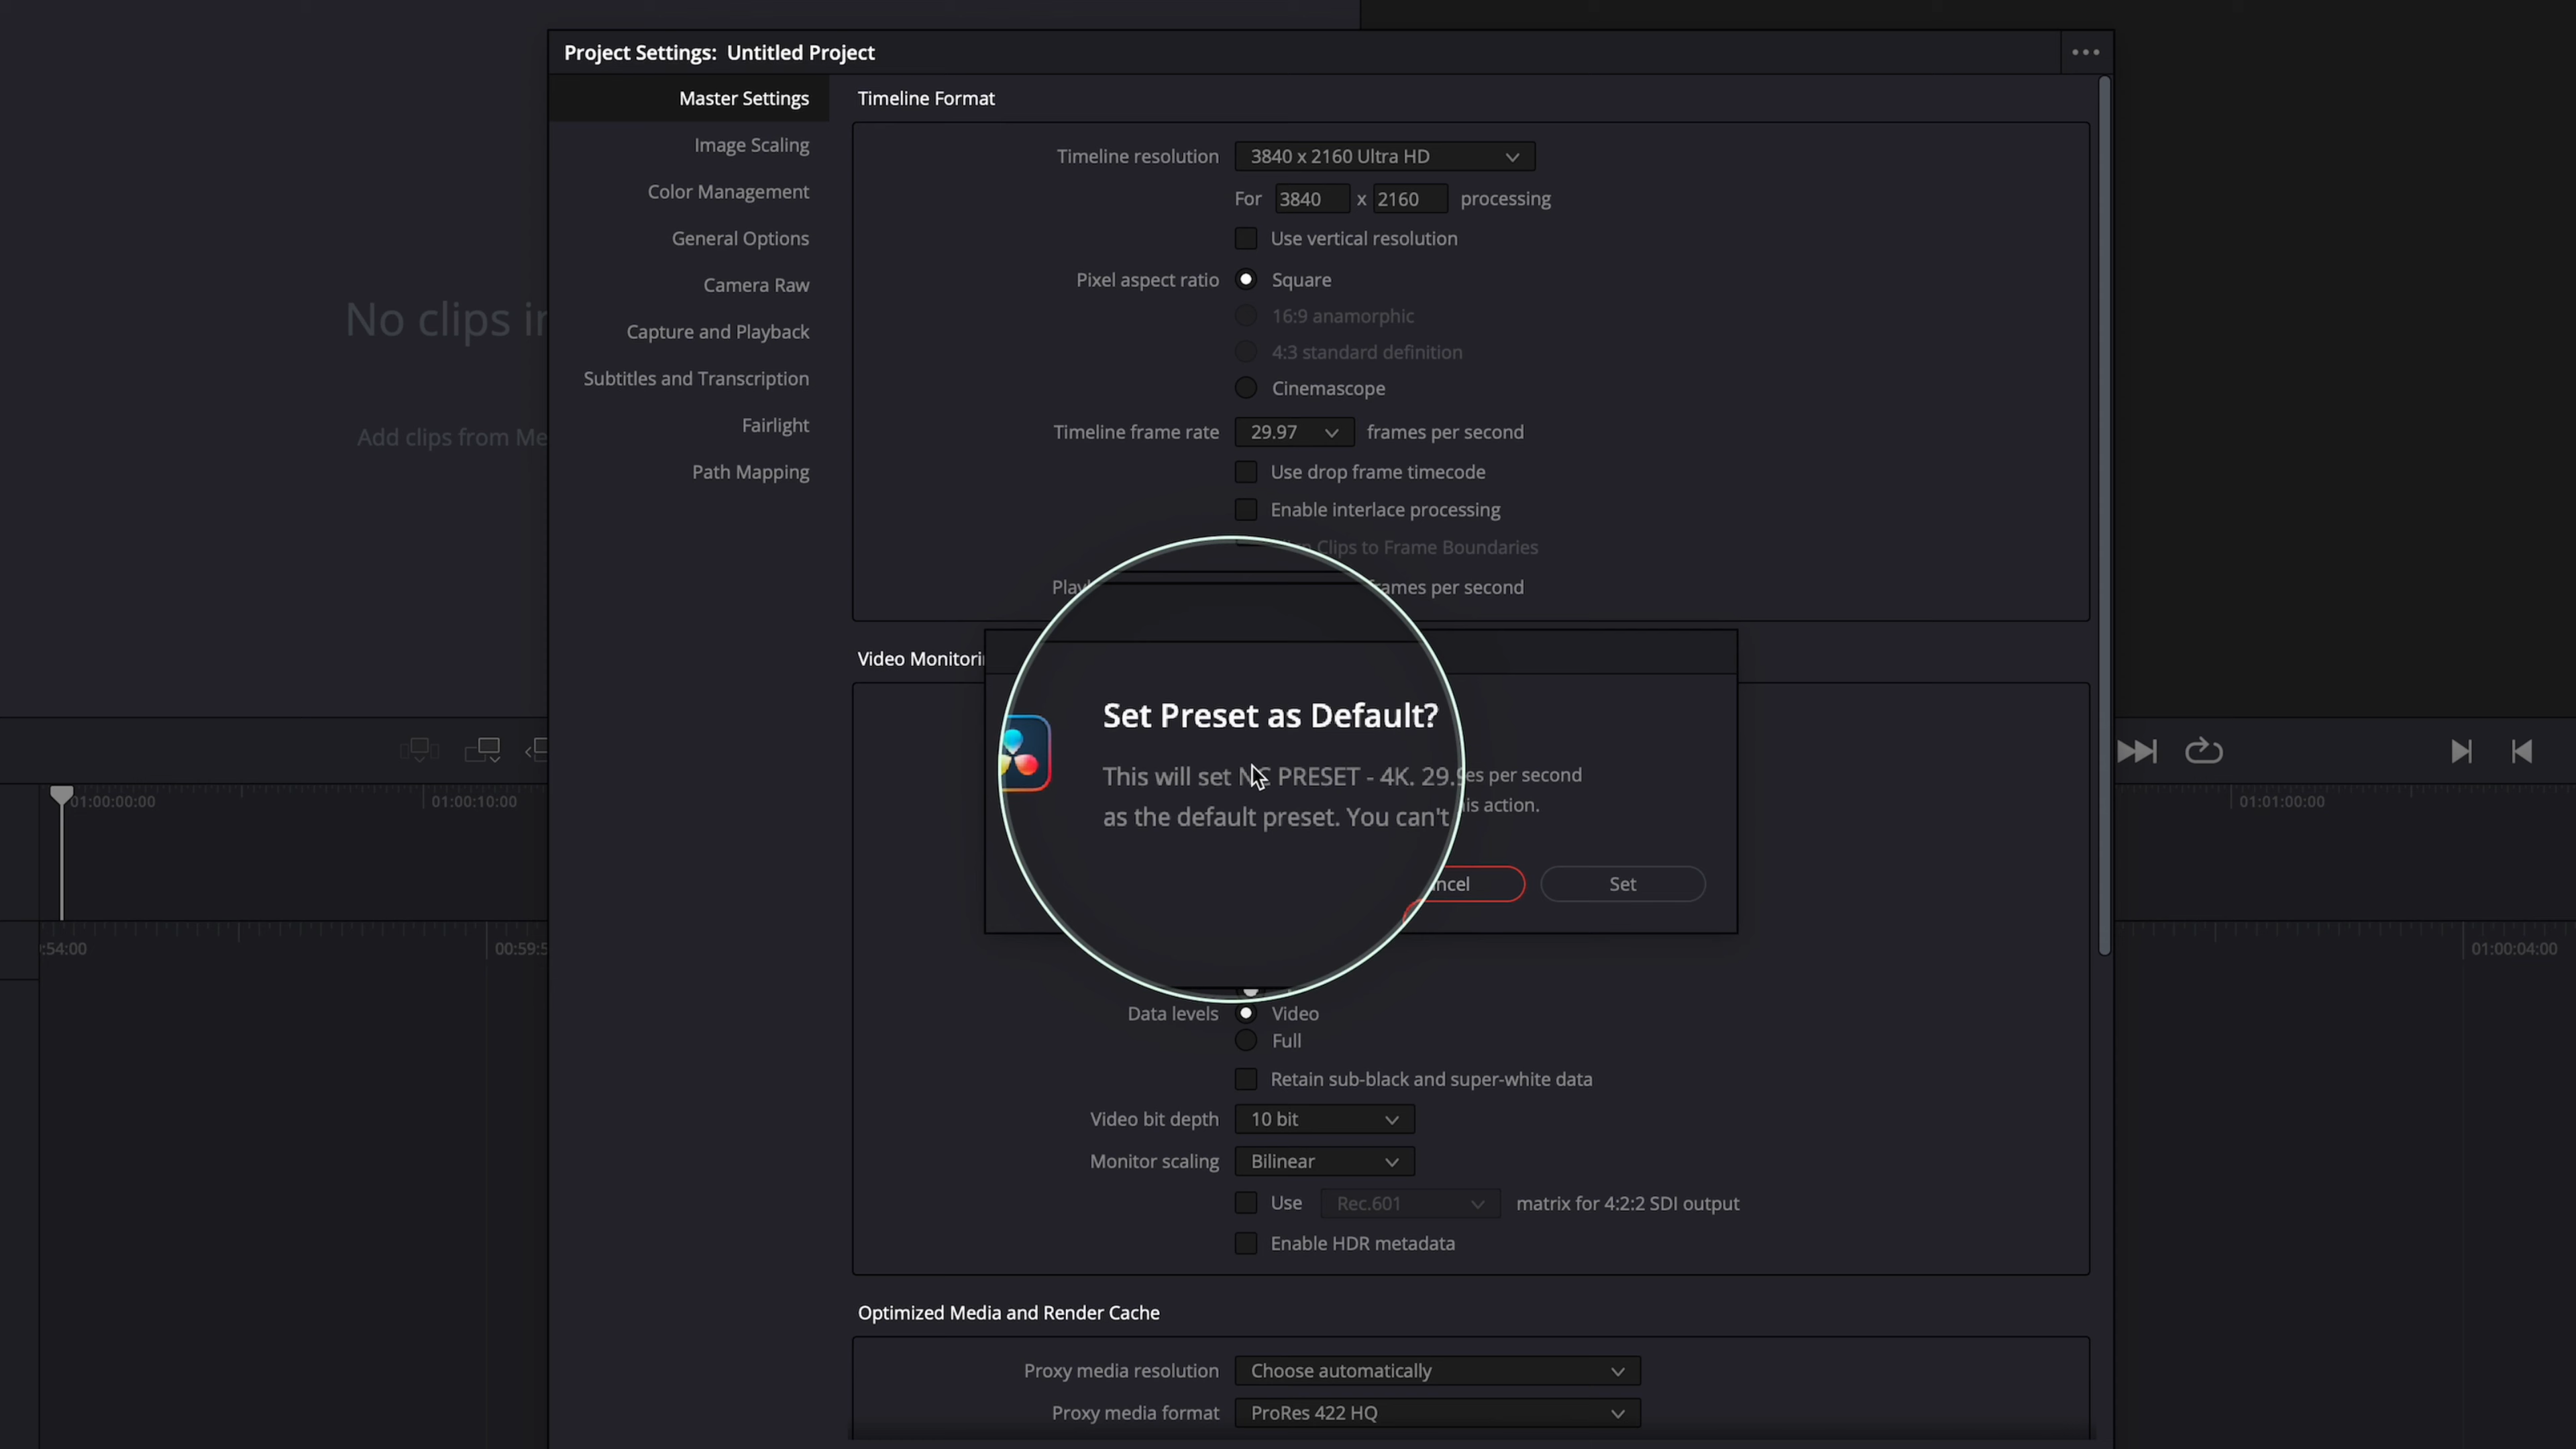 Project Settings: Untitled Project
Master Settings
Image Scaling
Color Management
General Options
Camera Raw
Capture and Playback
Subtitles and Transcription
Fairlight
Path Mapping
Timeline Format
Timeline resolution 3840 x 2160 Ultra HD
For 3840 x 2160 processing
Use vertical resolution
Pixel aspect ratio Square
16:9 anamorphic
4:3 standard definition
Cinemascope
Timeline frame rate 29.97 frames per second
Use drop frame timecode
Enable interlace processing
Clips to Frame Boundaries
frames per second
Video Monitori
Set Preset as Default?
This will set NC PRESET - 4K. 29.9 es per second
as the default preset. You can't is action.
ncel Set
Data levels Video
Full
Retain sub-black and super-white data
Video bit depth 10 bit
Monitor scaling Bilinear
Use Rec.601 matrix for 4:2:2 SDI output
Enable HDR metadata
Optimized Media and Render Cache
Proxy media resolution Choose automatically
Proxy media format ProRes 422 HQ
No clips in
Add clips from Me
01:00:00:00 01:00:10:00 01:01:00:00
:54:00 00:59:5 01:00:04:00